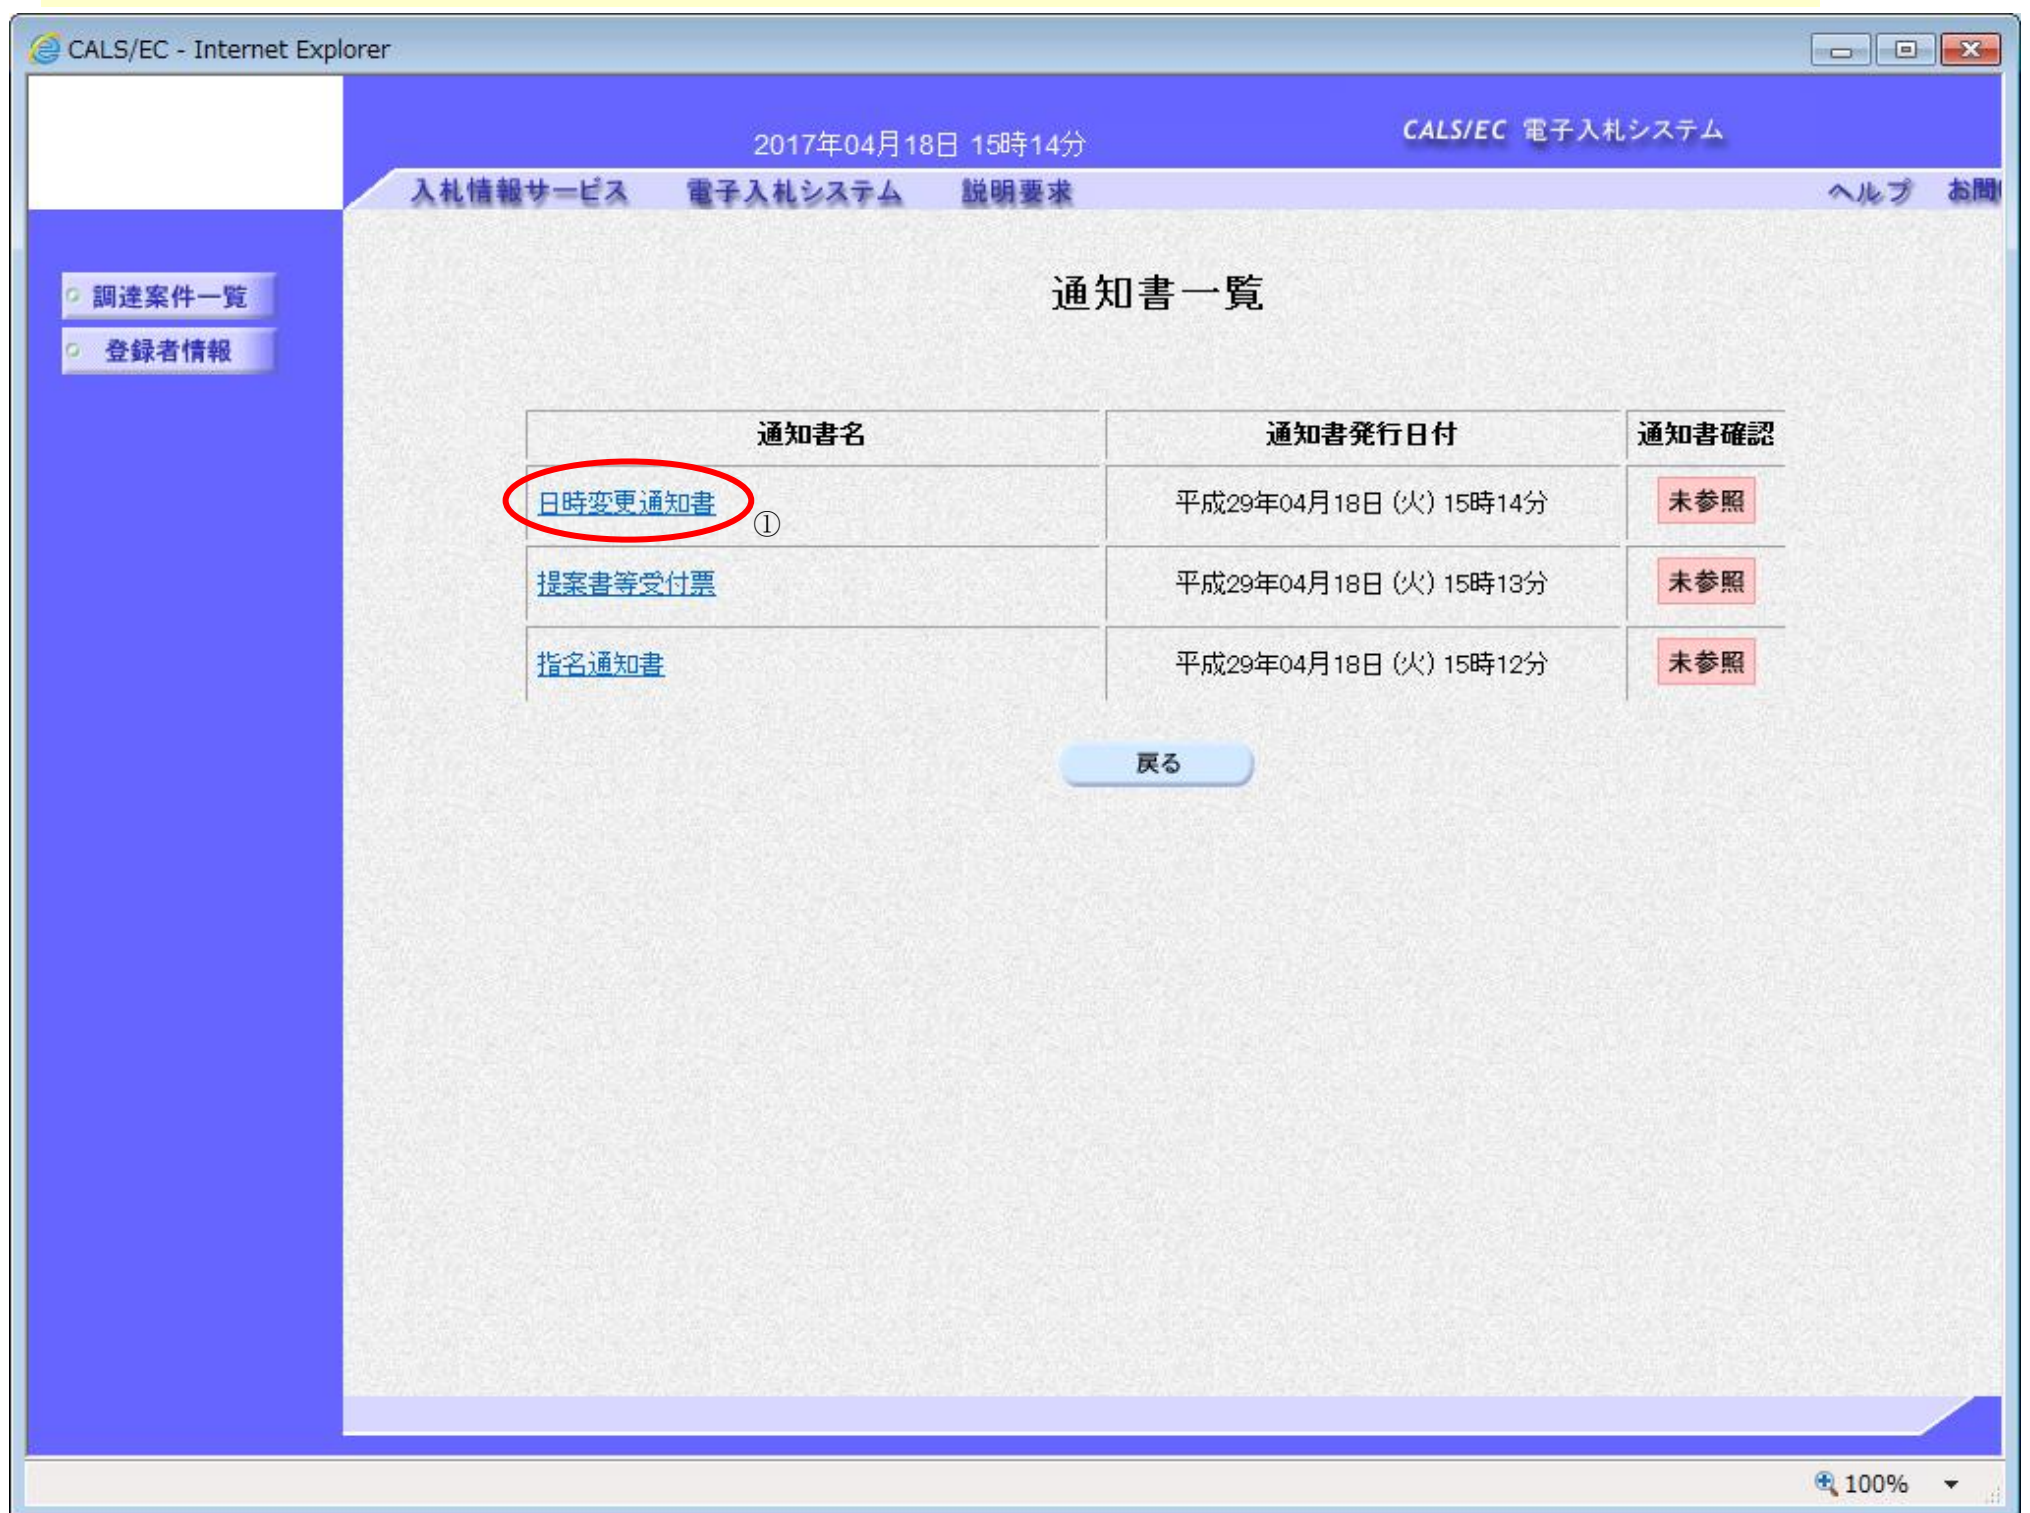 CALS/EC - Internet Explorer
2017年04月18日 15時14分
CALS/EC 電子入札システム
入札情報サービス 電子入札システム 説明要求 ヘルプ お問
調達案件一覧
登録者情報
通知書一覧
通知書名 通知書発行日付 通知書確認
日時変更通知書 ① 平成29年04月18日 (火) 15時14分 未参照
提案書等受付票 平成29年04月18日 (火) 15時13分 未参照
指名通知書 平成29年04月18日 (火) 15時12分 未参照
戻る
100%